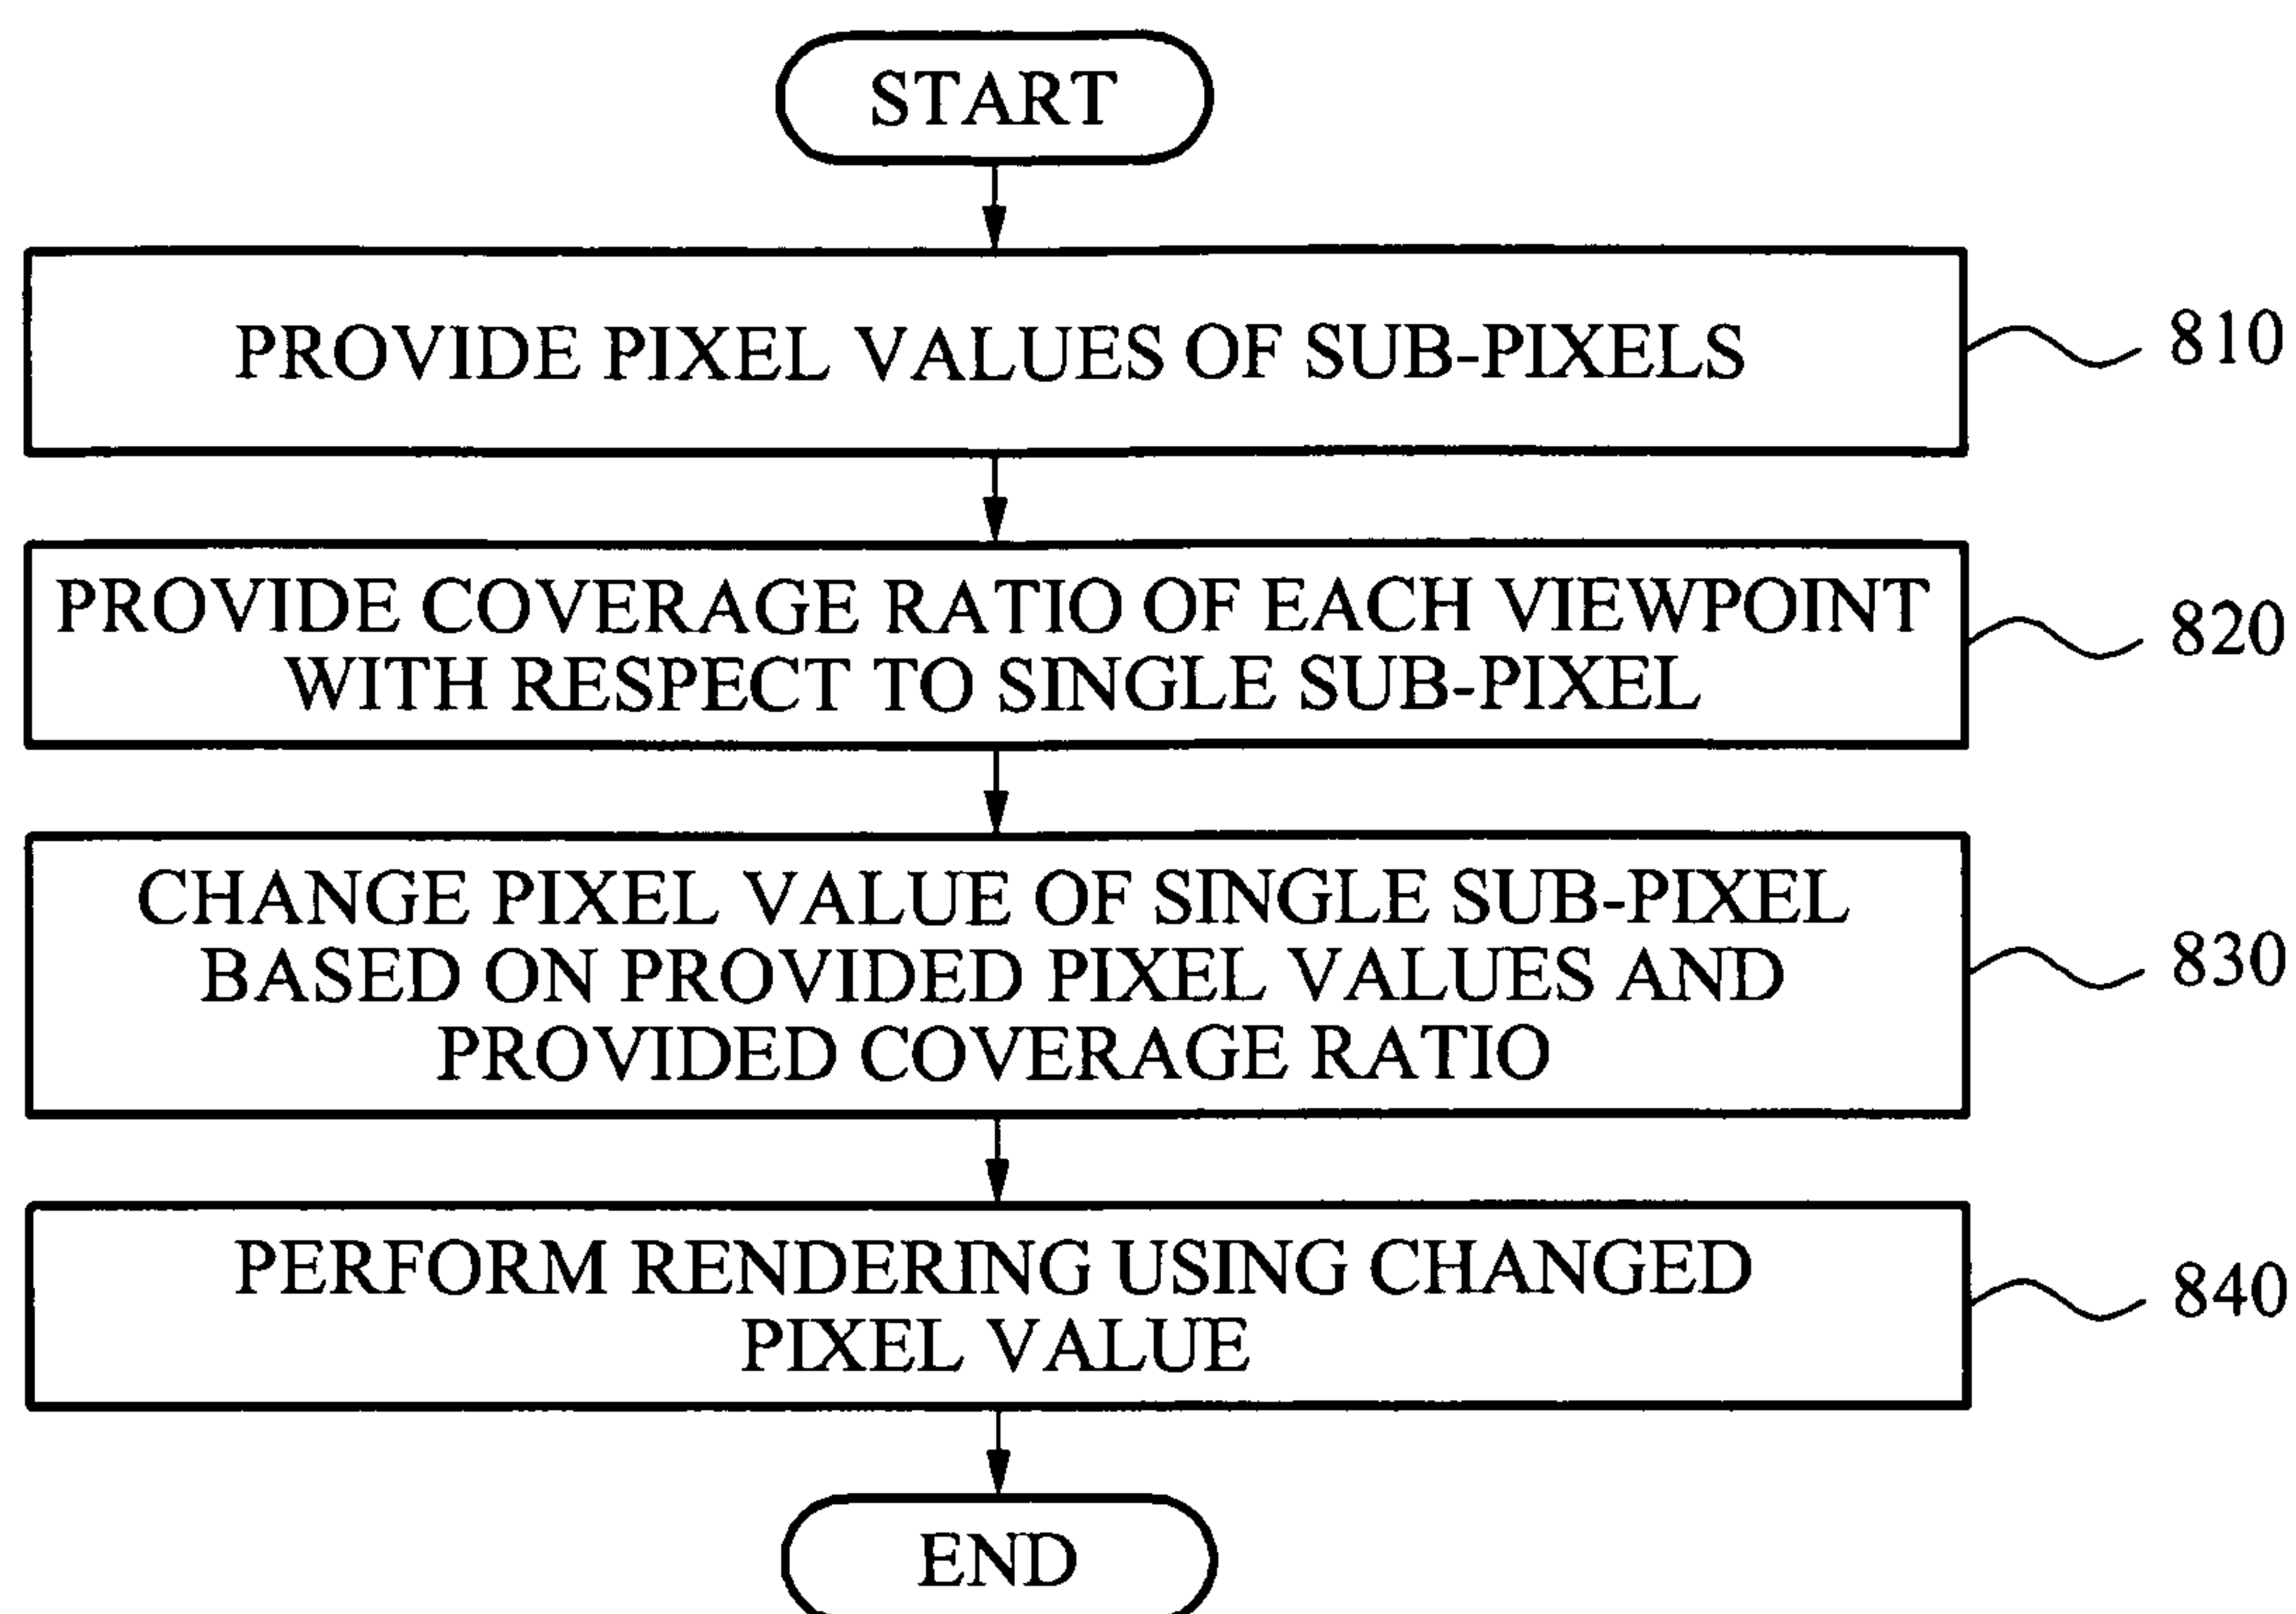 START
PROVIDE PIXEL VALUES OF SUB-PIXELS
810
PROVIDE COVERAGE RATIO OF EACH VIEWPOINT
WITH RESPECT TO SINGLE SUB-PIXEL
820
CHANGE PIXEL VALUE OF SINGLE SUB-PIXEL
BASED ON PROVIDED PIXEL VALUES AND
PROVIDED COVERAGE RATIO
830
PERFORM RENDERING USING CHANGED
PIXEL VALUE
840
END